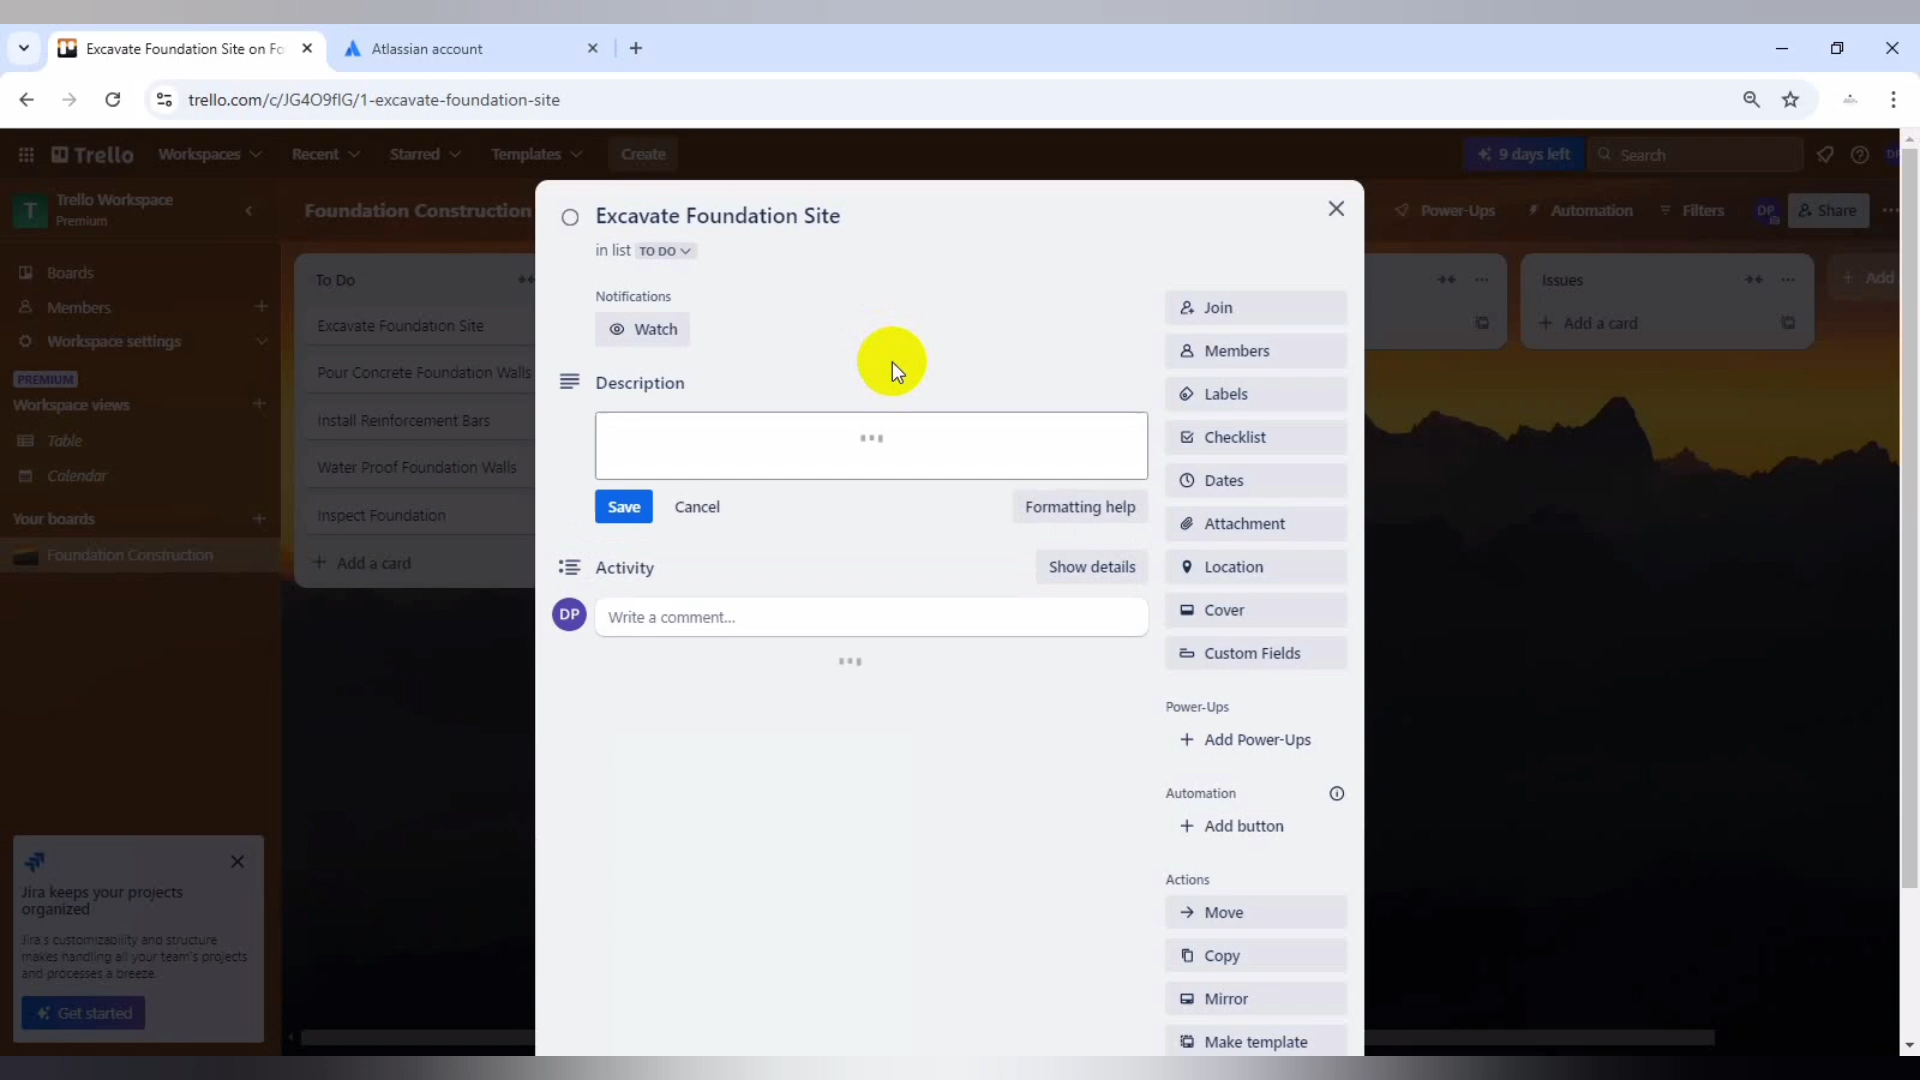 Excavate Foundation Site on Fo
Atlassian account
trello.com/c/JG4O9fIG/1-excavate-foundation-site
Trello
Workspaces
Recent
Starred
Templates
Create
9 days left
Search
Trello Workspace
Premium
Foundation Construction
Power-Ups
Automation
Filters
DP
Share
Boards
Members
Workspace settings
PREMIUM
Workspace views
Table
Calendar
Your boards
Foundation Construction
To Do
Excavate Foundation Site
Pour Concrete Foundation Walls
Install Reinforcement Bars
Water Proof Foundation Walls
Inspect Foundation
Add a card
Excavate Foundation Site
in list TO DO
Notifications
Watch
Description
Save
Cancel
Formatting help
Activity
Show details
DP
Write a comment...
Join
Members
Labels
Checklist
Dates
Attachment
Location
Cover
Custom Fields
Power-Ups
Add Power-Ups
Automation
Add button
Actions
Move
Copy
Mirror
Make template
Issues
Add a card
Add
Jira keeps your projects
organized
Jira's customizability and structure
makes handling all your team's projects
and processes a breeze.
Get started
T